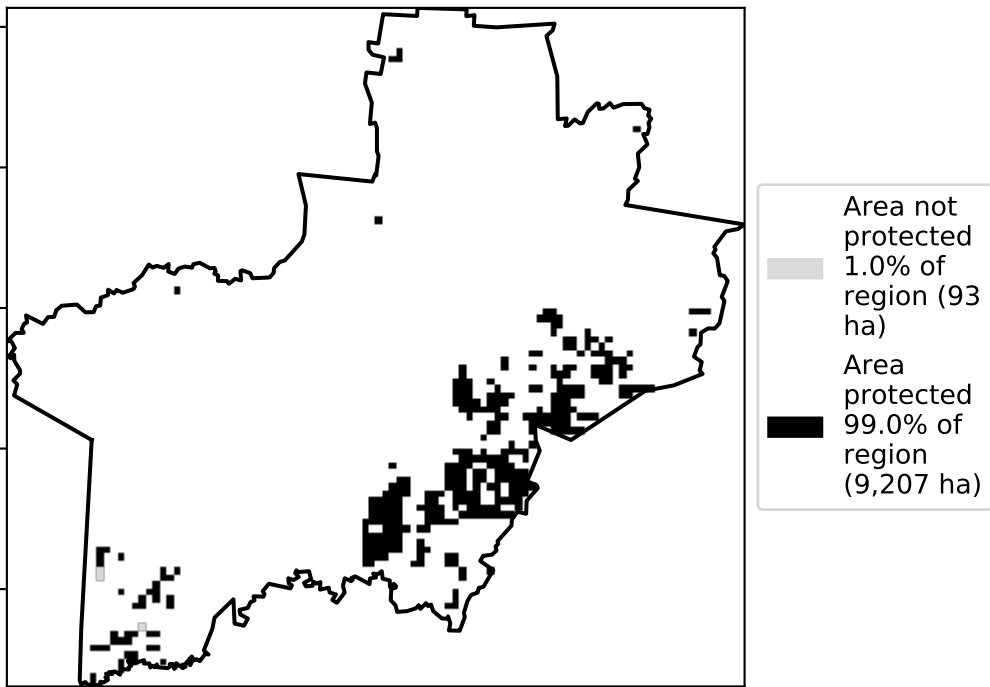 Area not
protected
1.0% of
region (93
ha)
Area
protected
99.0% of
region
(9,207 ha)